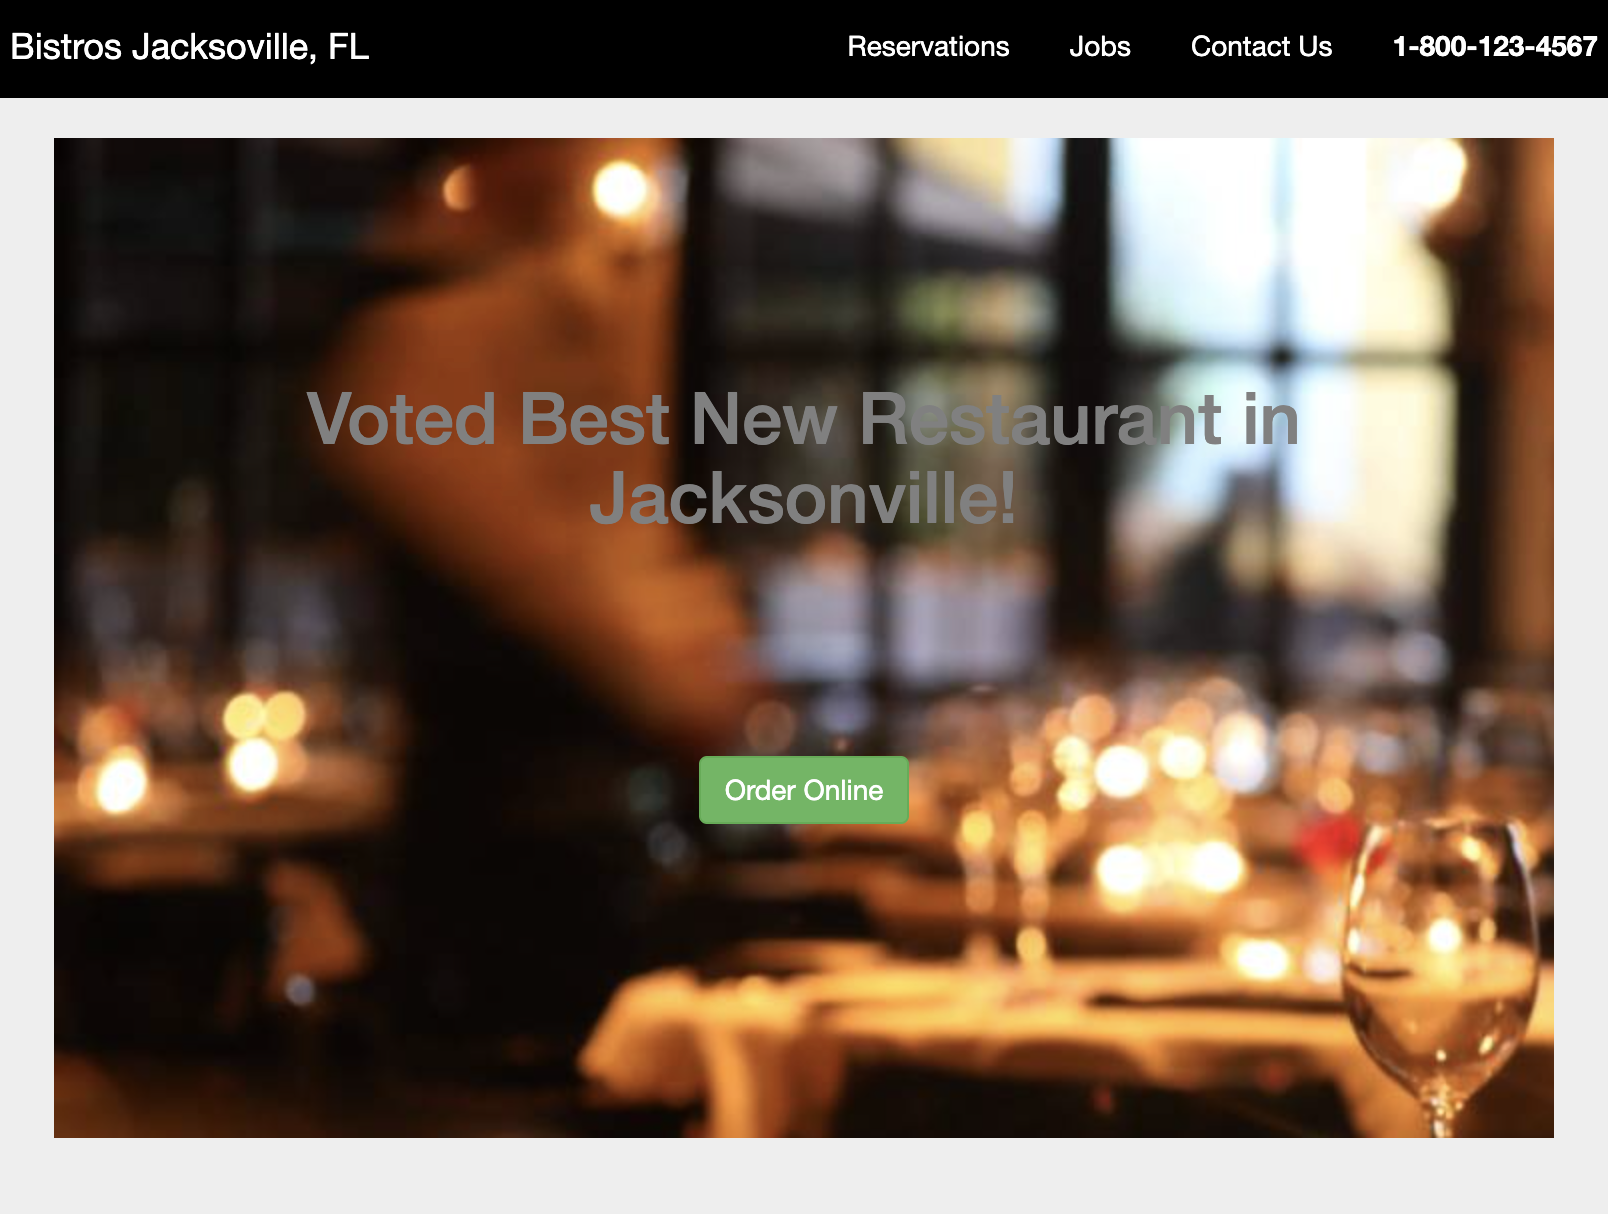 Bistros Jacksoville, FL
Reservations Jobs Contact Us 1-800-123-4567
Voted Best New Restaurant in
Jacksonville!
Order Online